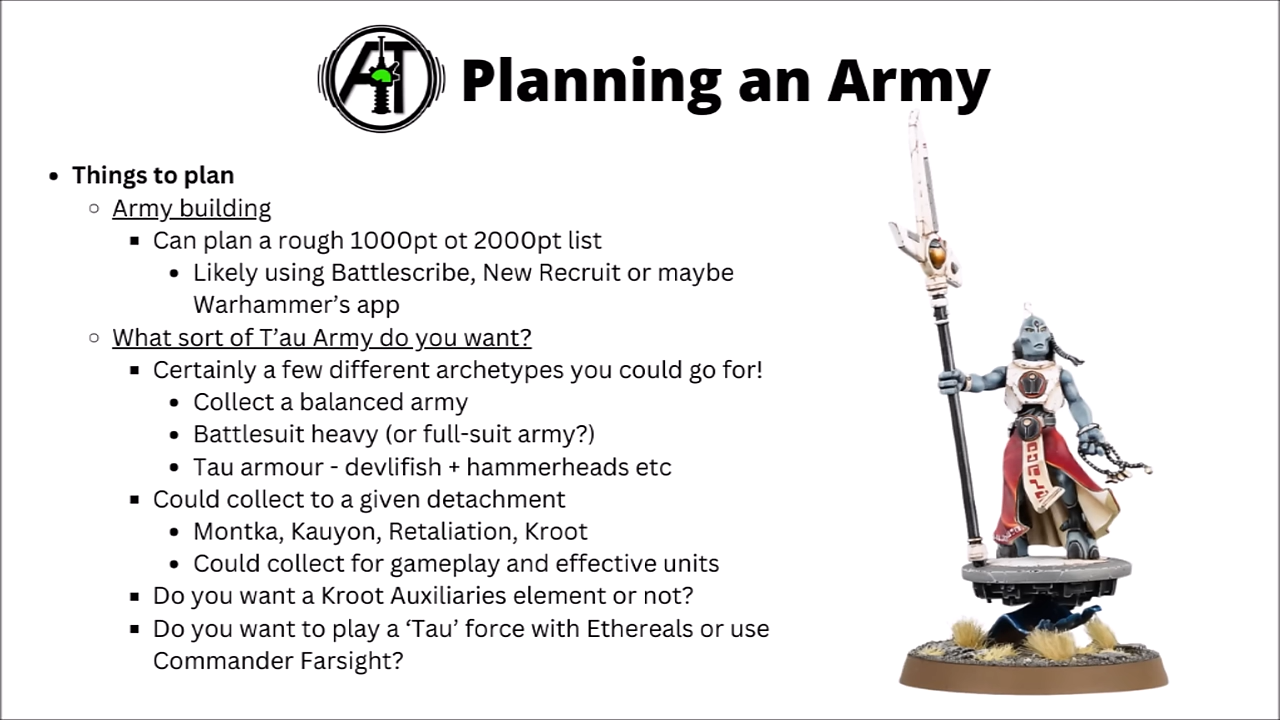 AT Planning an Army
• Things to plan
○ Army building
▪ Can plan a rough 1000pt ot 2000pt list
• Likely using Battlescribe, New Recruit or maybe
Warhammer's app
○ What sort of T'au Army do you want?
▪ Certainly a few different archetypes you could go for!
• Collect a balanced army
• Battlesuit heavy (or full-suit army?)
• Tau armour - devlifish + hammerheads etc
▪ Could collect to a given detachment
• Montka, Kauyon, Retaliation, Kroot
• Could collect for gameplay and effective units
▪ Do you want a Kroot Auxiliaries element or not?
▪ Do you want to play a ‘Tau’ force with Ethereals or use
Commander Farsight?